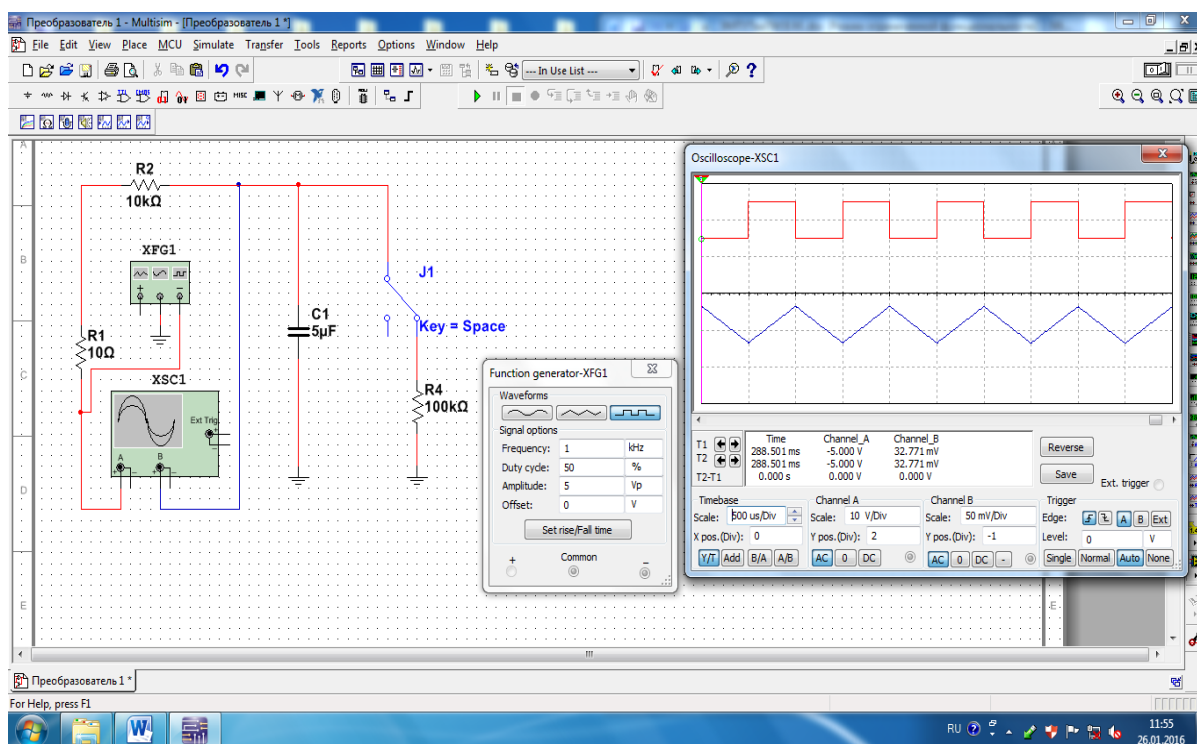 Преобразователь 1 - Multisim - [Преобразователь 1 *]
File Edit View Place MCU Simulate Transfer Tools Reports Options Window Help
--- In Use List ---
MISC
A
B
C
D
E
R2
10kΩ
XFG1
R1
10Ω
XSC1
Ext Trig
A B
C1
5µF
J1
Key = Space
R4
100kΩ
Function generator-XFG1
Waveforms
Signal options
Frequency: 1 kHz
Duty cycle: 50 %
Amplitude: 5 Vp
Offset: 0 V
Set rise/Fall time
+ Common -
Oscilloscope-XSC1
Time Channel_A Channel_B
T1 288.501 ms -5.000 V 32.771 mV
T2 288.501 ms -5.000 V 32.771 mV
T2-T1 0.000 s 0.000 V 0.000 V
Reverse
Save
Ext. trigger
Timebase
Scale: 500 us/Div
X pos.(Div): 0
Y/T Add B/A A/B
Channel A
Scale: 10 V/Div
Y pos.(Div): 2
AC 0 DC
Channel B
Scale: 50 mV/Div
Y pos.(Div): -1
AC 0 DC -
Trigger
Edge: A B Ext
Level: 0 V
Single Normal Auto None
E
Преобразователь 1 *
For Help, press F1
RU
11:55
26.01.2016